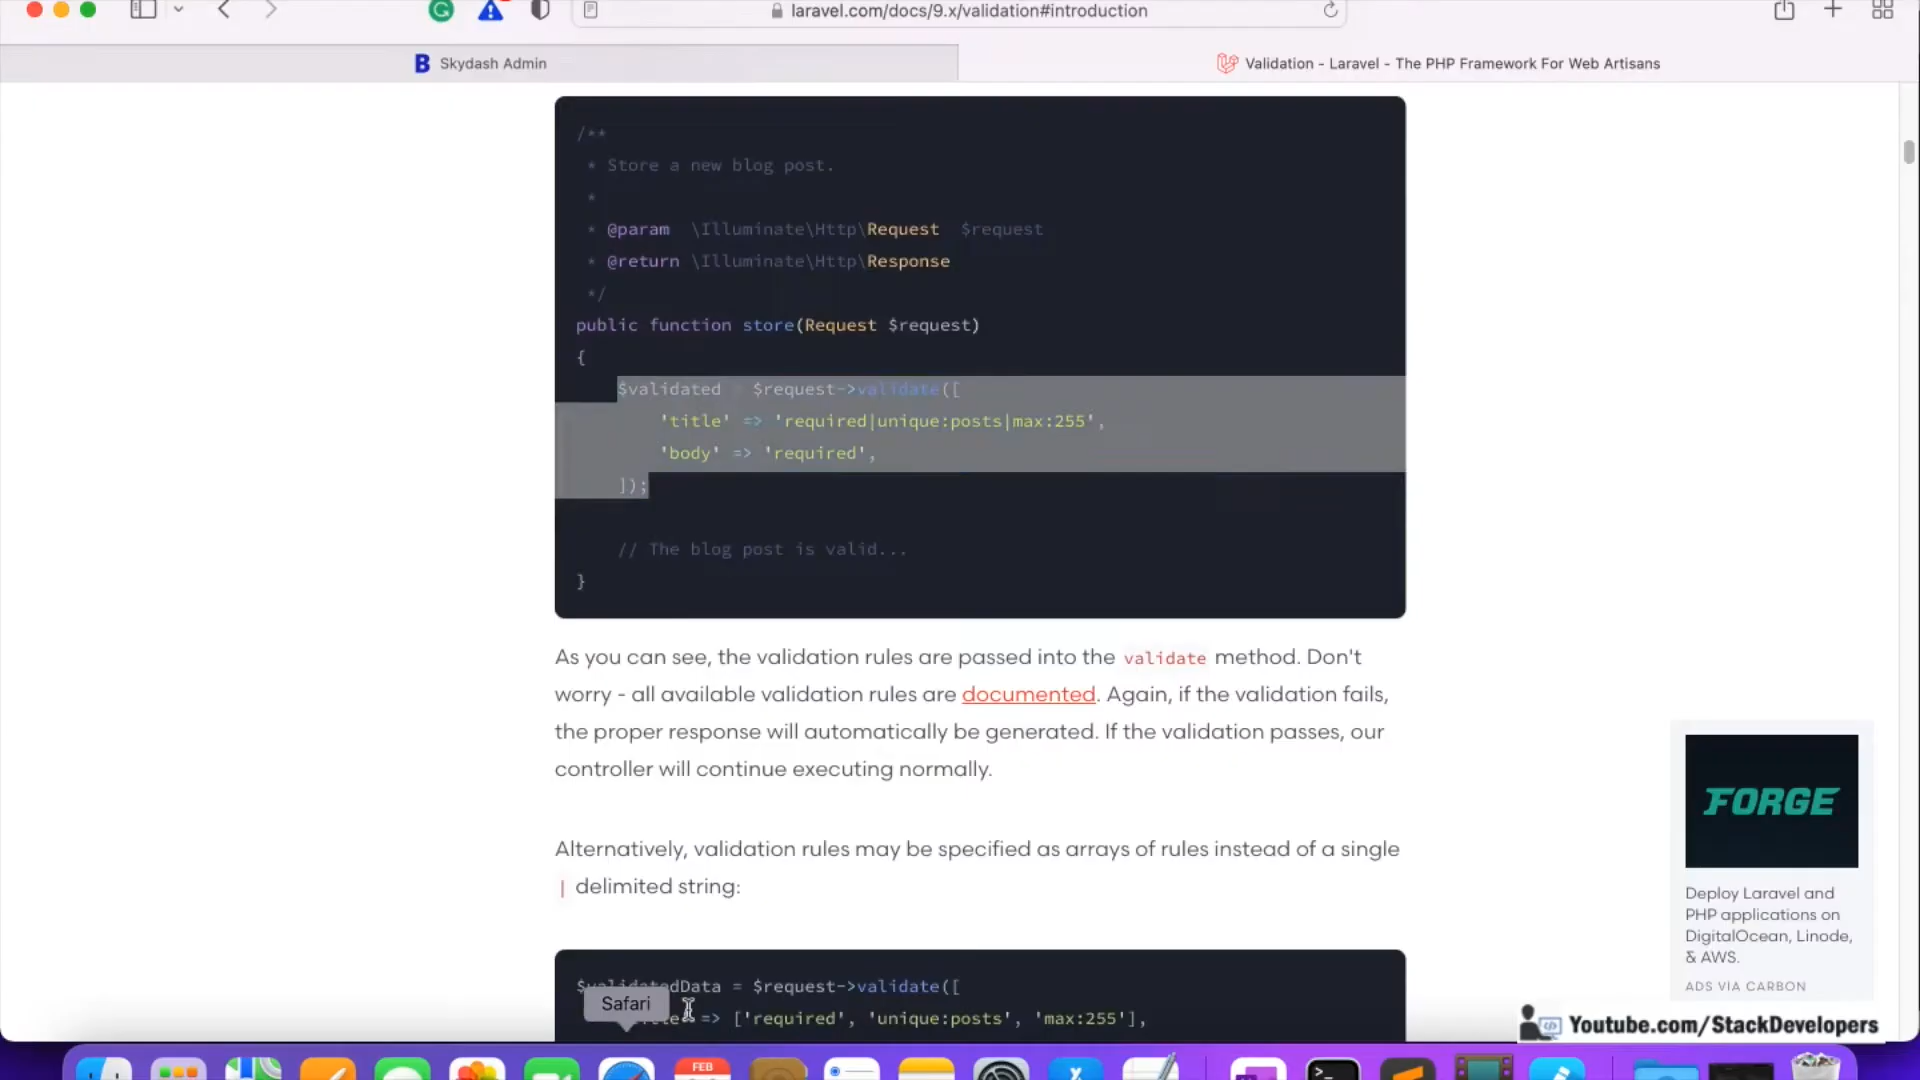 laravel.com/docs/9.x/validation#introduction
B Skydash Admin
Validation - Laravel - The PHP Framework For Web Artisans
/**
* Store a new blog post.
*
* @param \Illuminate\Http\Request $request
* @return \Illuminate\Http\Response
*/
public function store(Request $request)
{
$validated = $request->validate([
'title' => 'required|unique:posts|max:255',
'body' => 'required',
]);
// The blog post is valid...
}
As you can see, the validation rules are passed into the validate method. Don't
worry - all available validation rules are documented. Again, if the validation fails,
the proper response will automatically be generated. If the validation passes, our
controller will continue executing normally.
Alternatively, validation rules may be specified as arrays of rules instead of a single
| delimited string:
$validatedData = $request->validate([
=> ['required', 'unique:posts', 'max:255'],
Safari
FORGE
Deploy Laravel and
PHP applications on
DigitalOcean, Linode,
& AWS.
ADS VIA CARBON
Youtube.com/StackDevelopers
FEB